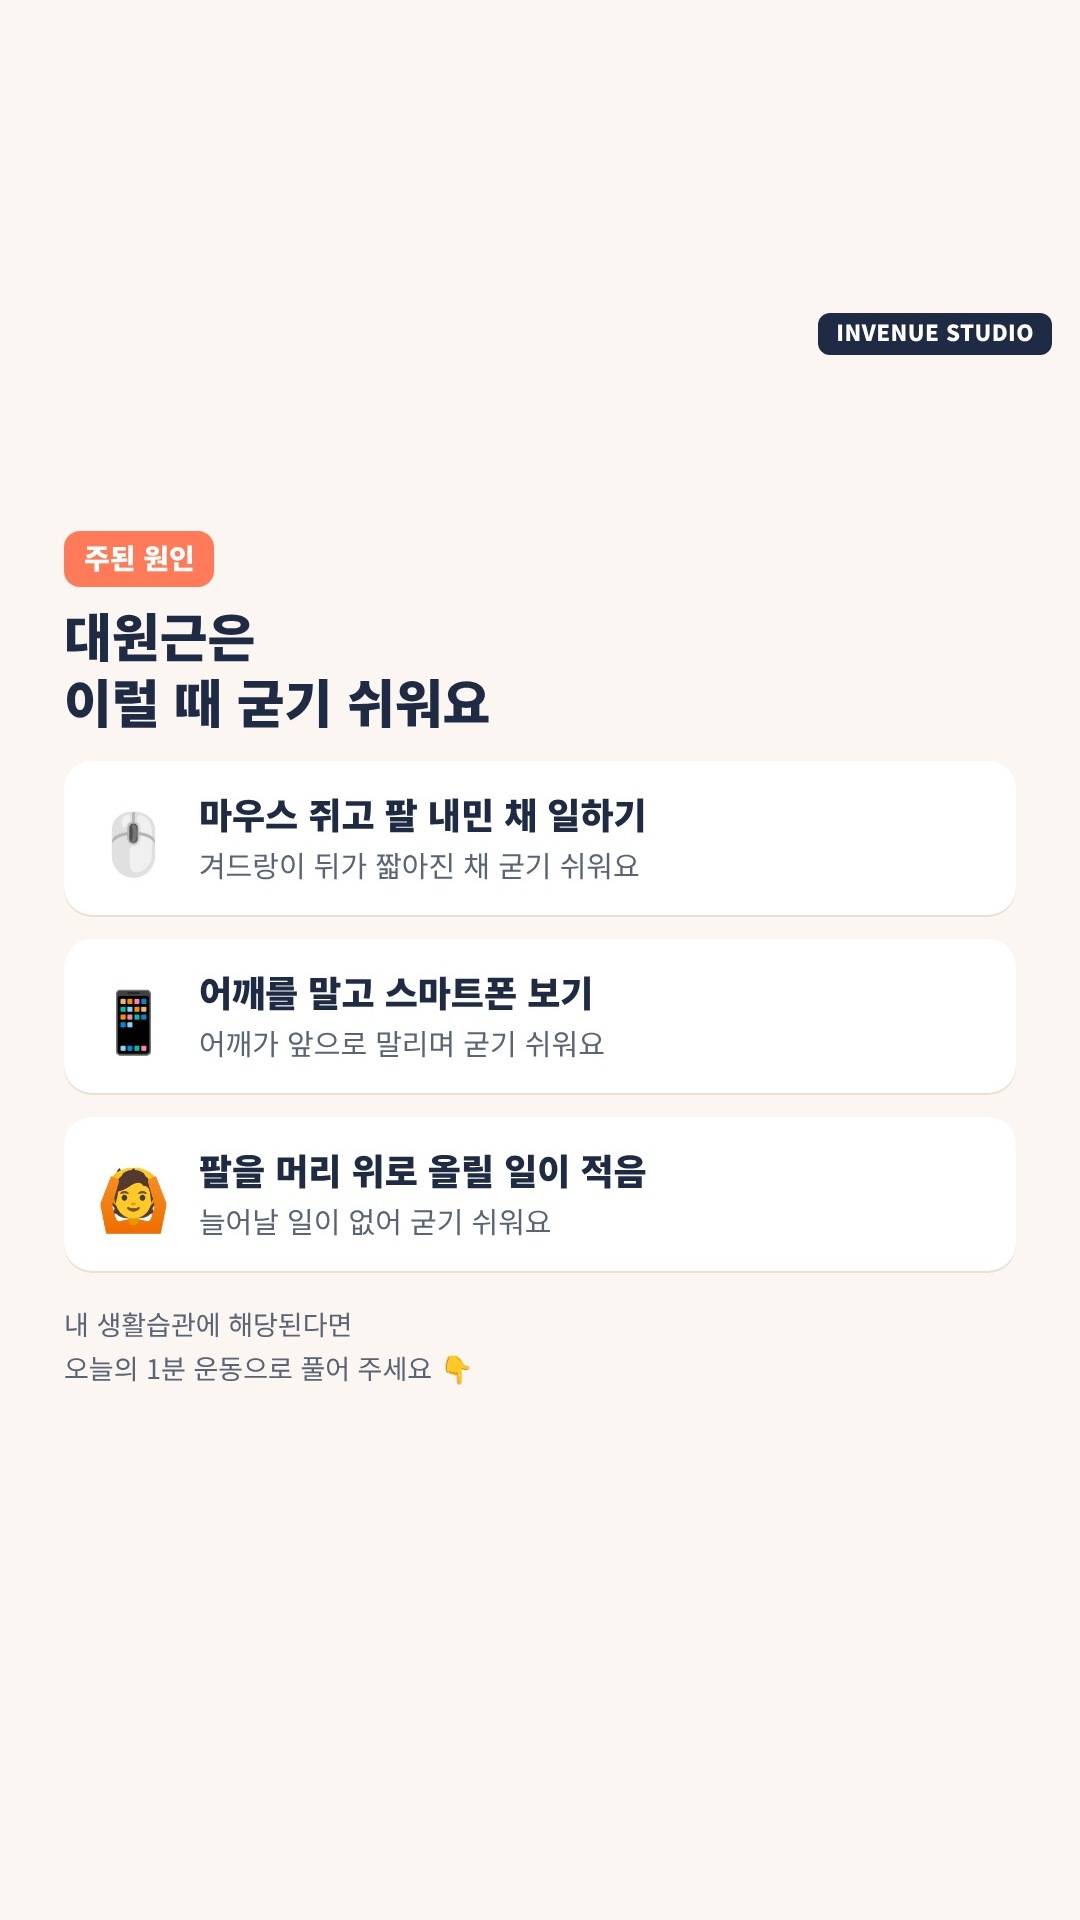 INVENUE STUDIO
주된 원인
대원근은
이럴 때 굳기 쉬워요
마우스 쥐고 팔 내민 채 일하기
겨드랑이 뒤가 짧아진 채 굳기 쉬워요
어깨를 말고 스마트폰 보기
어깨가 앞으로 말리며 굳기 쉬워요
팔을 머리 위로 올릴 일이 적음
늘어날 일이 없어 굳기 쉬워요
내 생활습관에 해당된다면
오늘의 1분 운동으로 풀어 주세요 👇